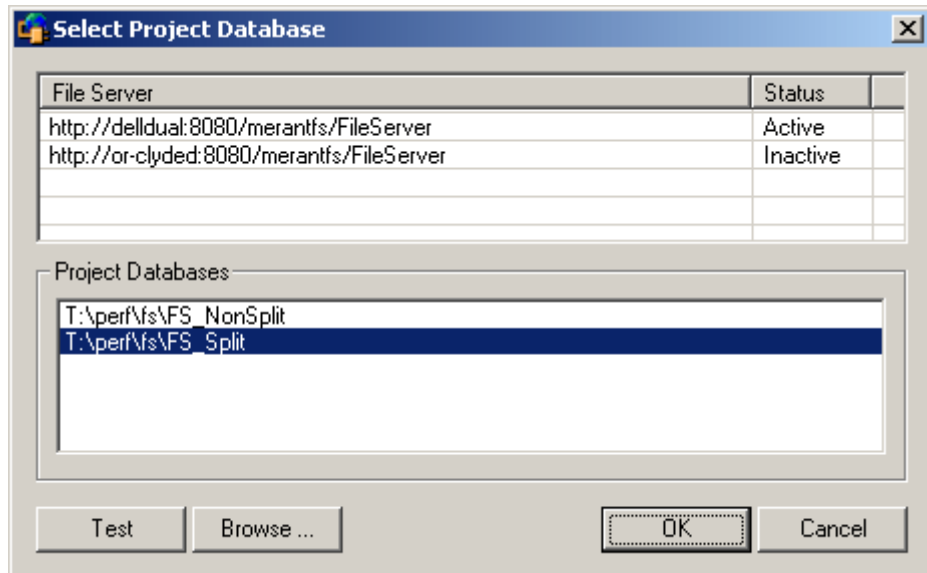 Select Project Database
File Server Status
http://delldual:8080/merantfs/FileServer Active
http://or-clyded:8080/merantfs/FileServer Inactive
Project Databases
T:\perf\fs\FS_NonSplit
T:\perf\fs\FS_Split
Test Browse ... OK Cancel